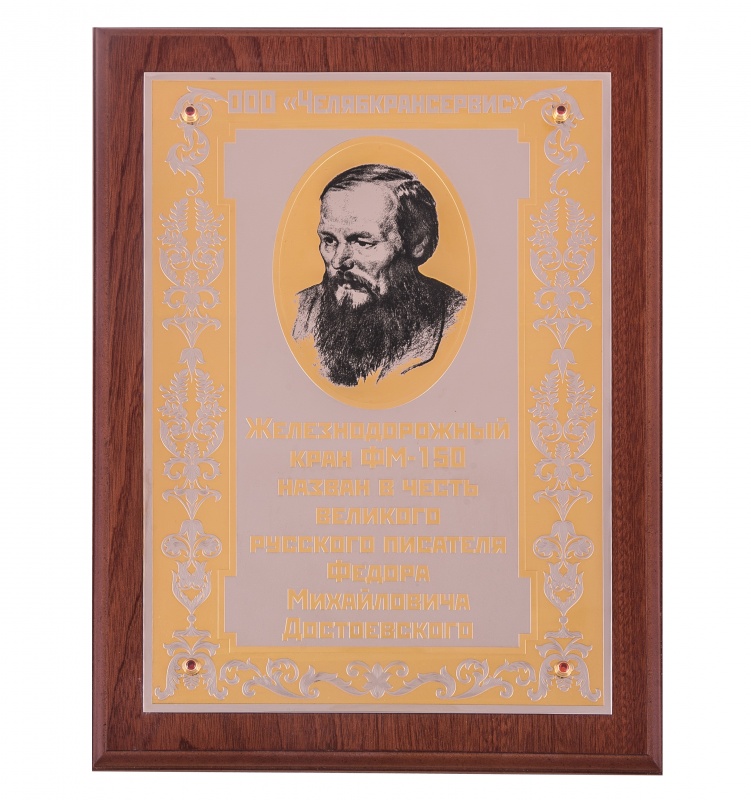 ООО «Челябкрансервис»
Железнодорожный
кран ФМ-150
назван в честь
великого
русского писателя
Федора
Михайловича
Достоевского